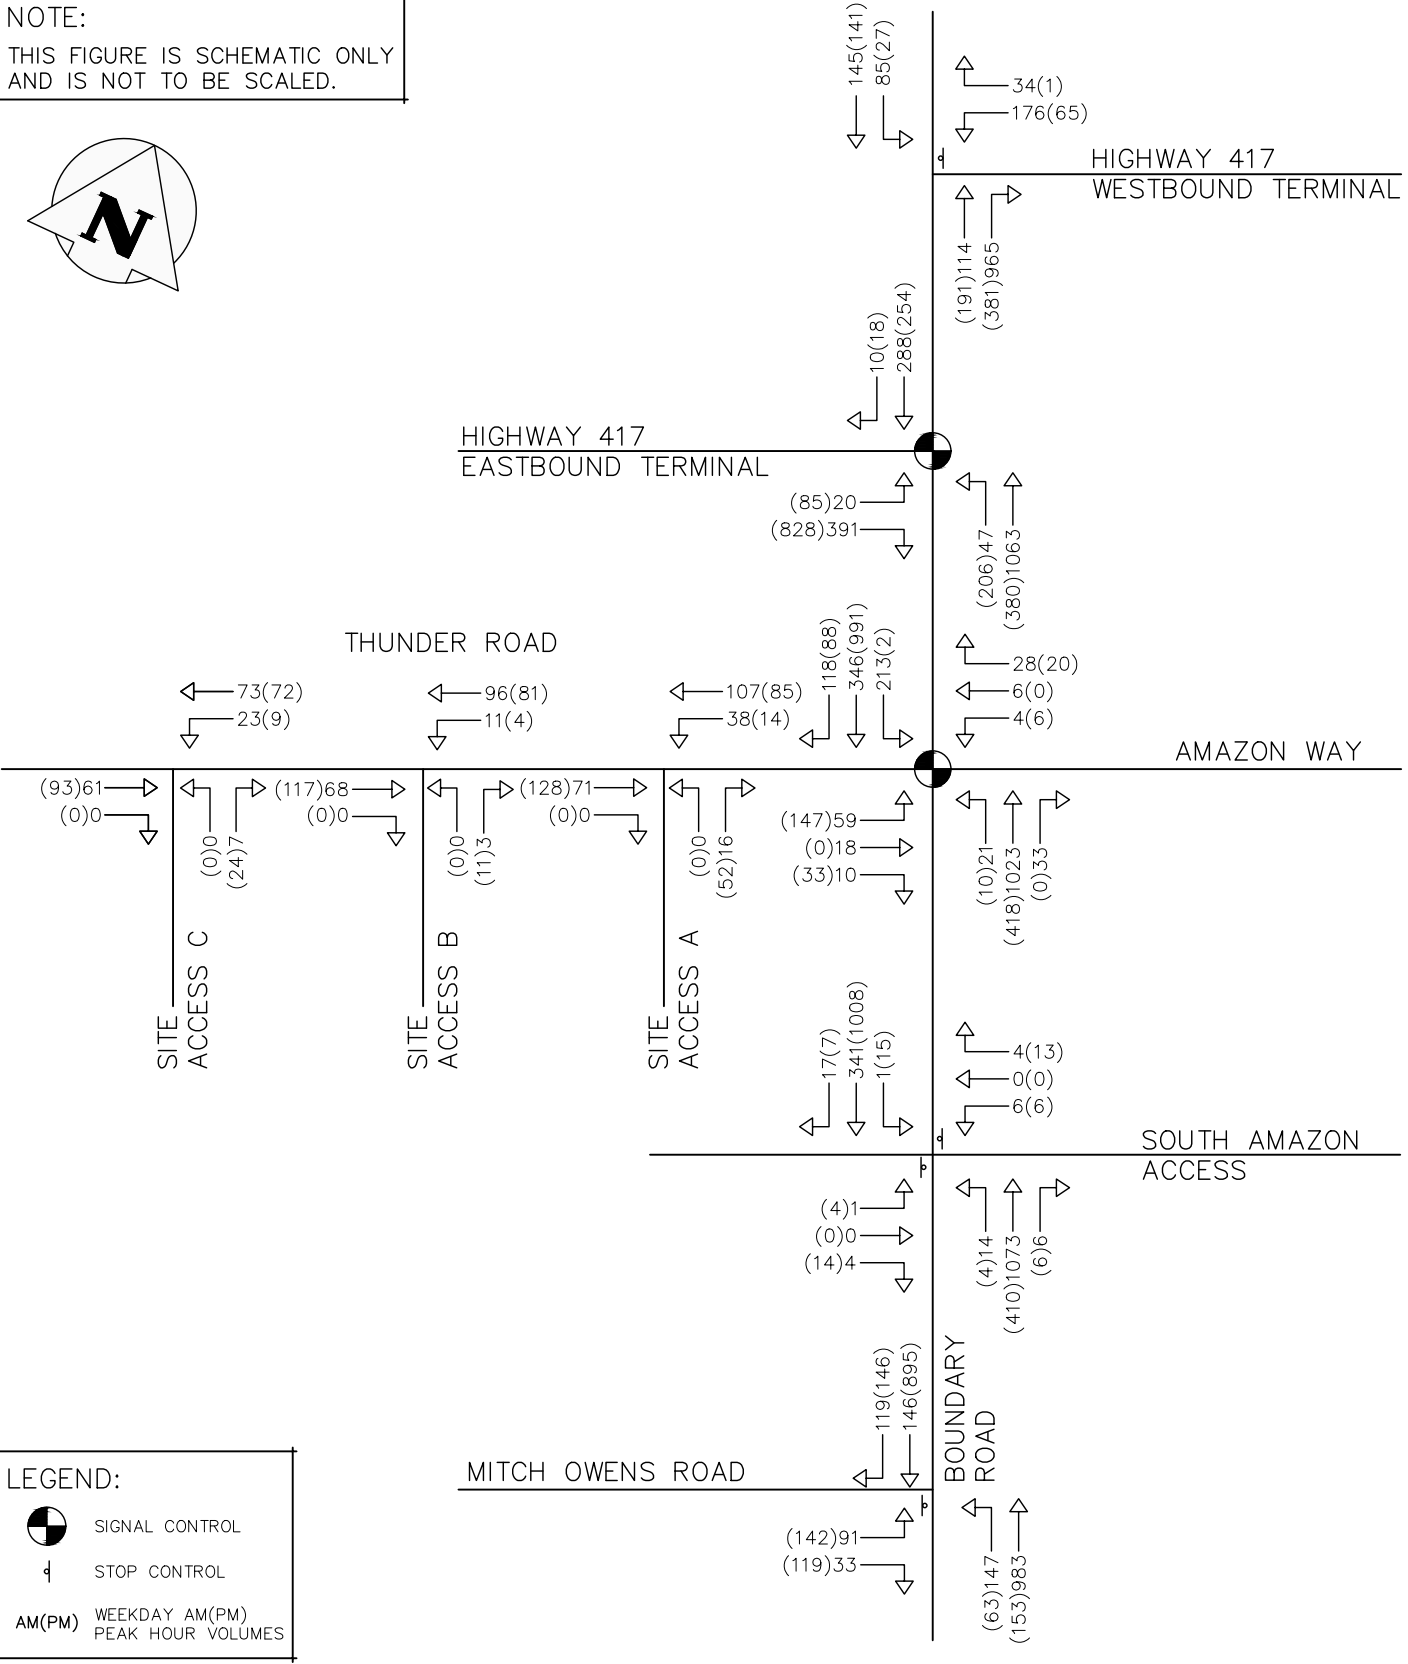 NOTE:
THIS FIGURE IS SCHEMATIC ONLY
AND IS NOT TO BE SCALED.
N
145(141)
85(27)
34(1)
176(65)
HIGHWAY 417
WESTBOUND TERMINAL
(191)114
(381)965
10(18)
288(254)
HIGHWAY 417
EASTBOUND TERMINAL
(85)20
(828)391
(206)47
(380)1063
THUNDER ROAD
118(88)
346(991)
213(2)
28(20)
6(0)
4(6)
73(72)
23(9)
96(81)
11(4)
107(85)
38(14)
AMAZON WAY
(93)61
(0)0
(0)0
(24)7
(117)68
(0)0
(0)0
(11)3
(128)71
(0)0
(0)0
(52)16
(147)59
(0)18
(33)10
(10)21
(418)1023
(0)33
SITE
ACCESS C
SITE
ACCESS B
SITE
ACCESS A
17(7)
341(1008)
1(15)
4(13)
0(0)
6(6)
SOUTH AMAZON
ACCESS
(4)1
(0)0
(14)4
(4)14
(410)1073
(6)6
119(146)
146(895)
BOUNDARY
ROAD
MITCH OWENS ROAD
(142)91
(119)33
(63)147
(153)983
LEGEND:
SIGNAL CONTROL
STOP CONTROL
AM(PM)
WEEKDAY AM(PM)
PEAK HOUR VOLUMES